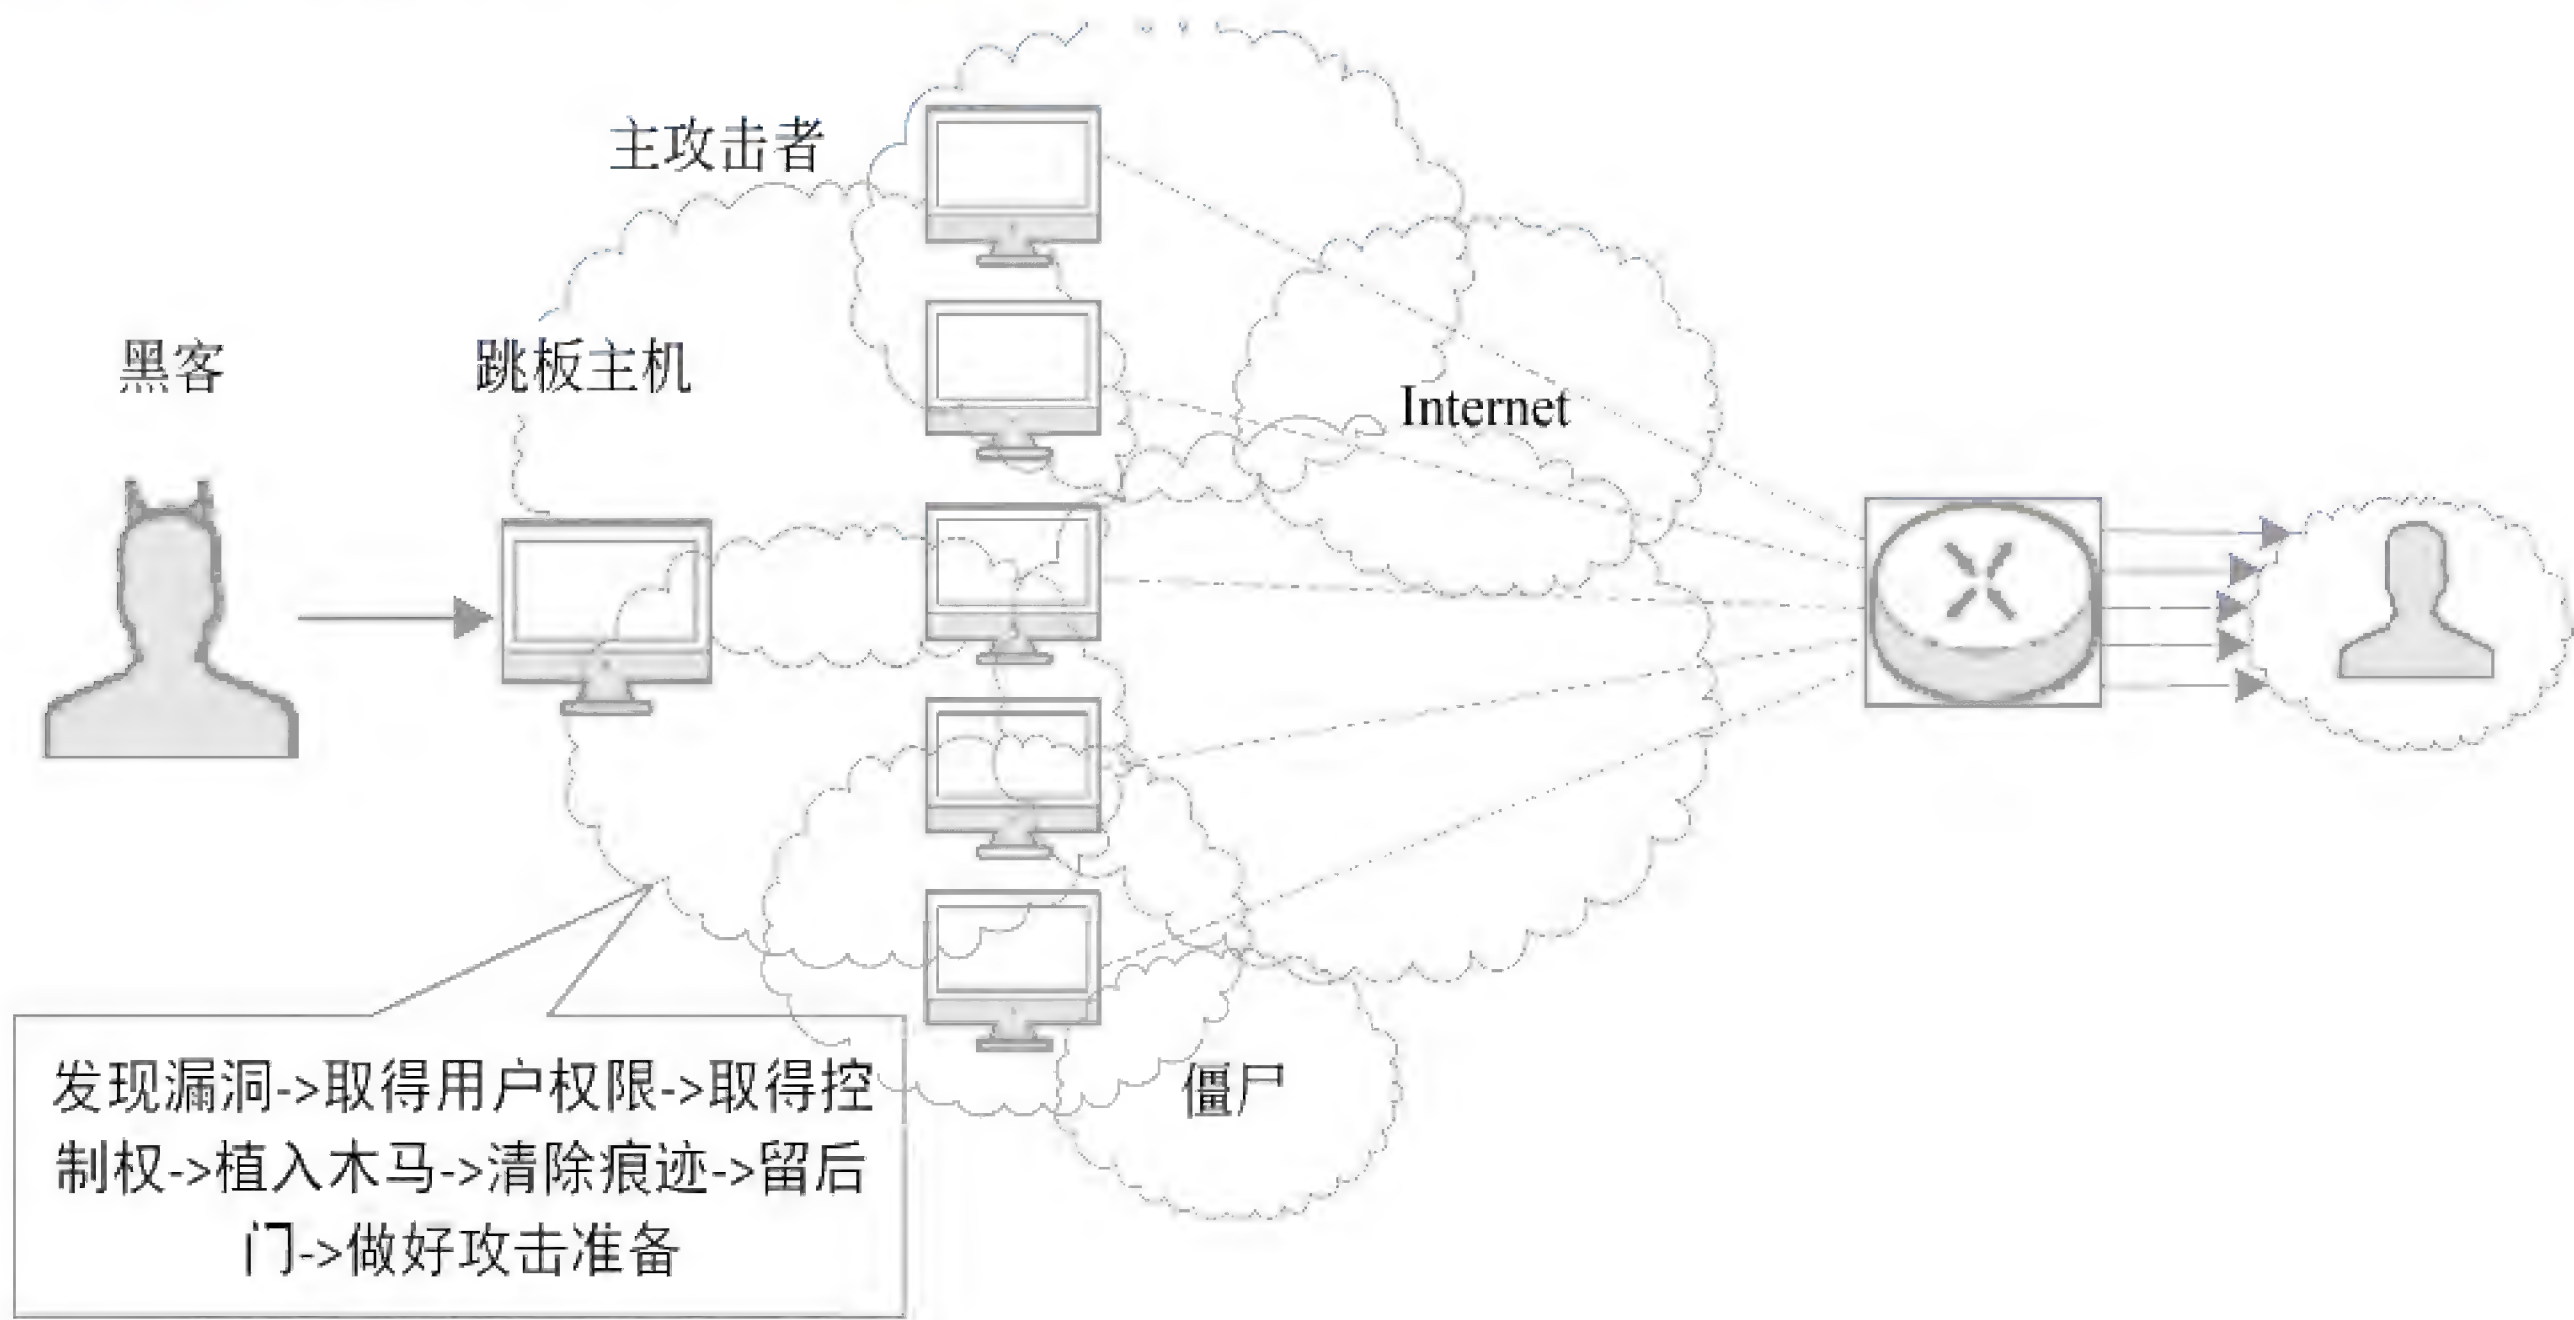 主攻击者
黑客
跳板主机
Internet
僵尸
发现漏洞->取得用户权限->取得控
制权->植入木马->清除痕迹->留后
门->做好攻击准备